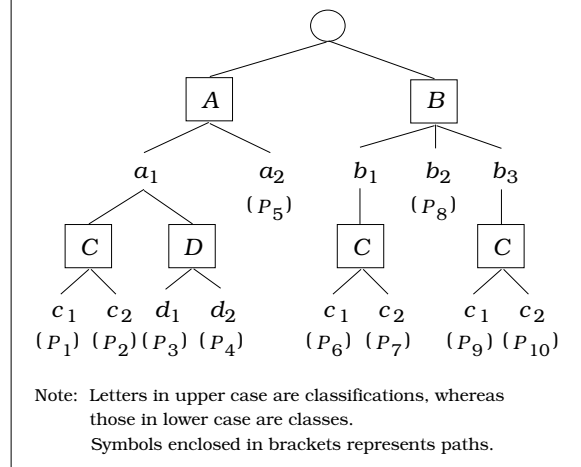 A B
a1 a2 b1 b2 b3
(P5) (P8)
C D C C
c1 c2 d1 d2 c1 c2 c1 c2
(P1) (P2) (P3) (P4) (P6) (P7) (P9) (P10)
Note: Letters in upper case are classifications, whereas
those in lower case are classes.
Symbols enclosed in brackets represents paths.